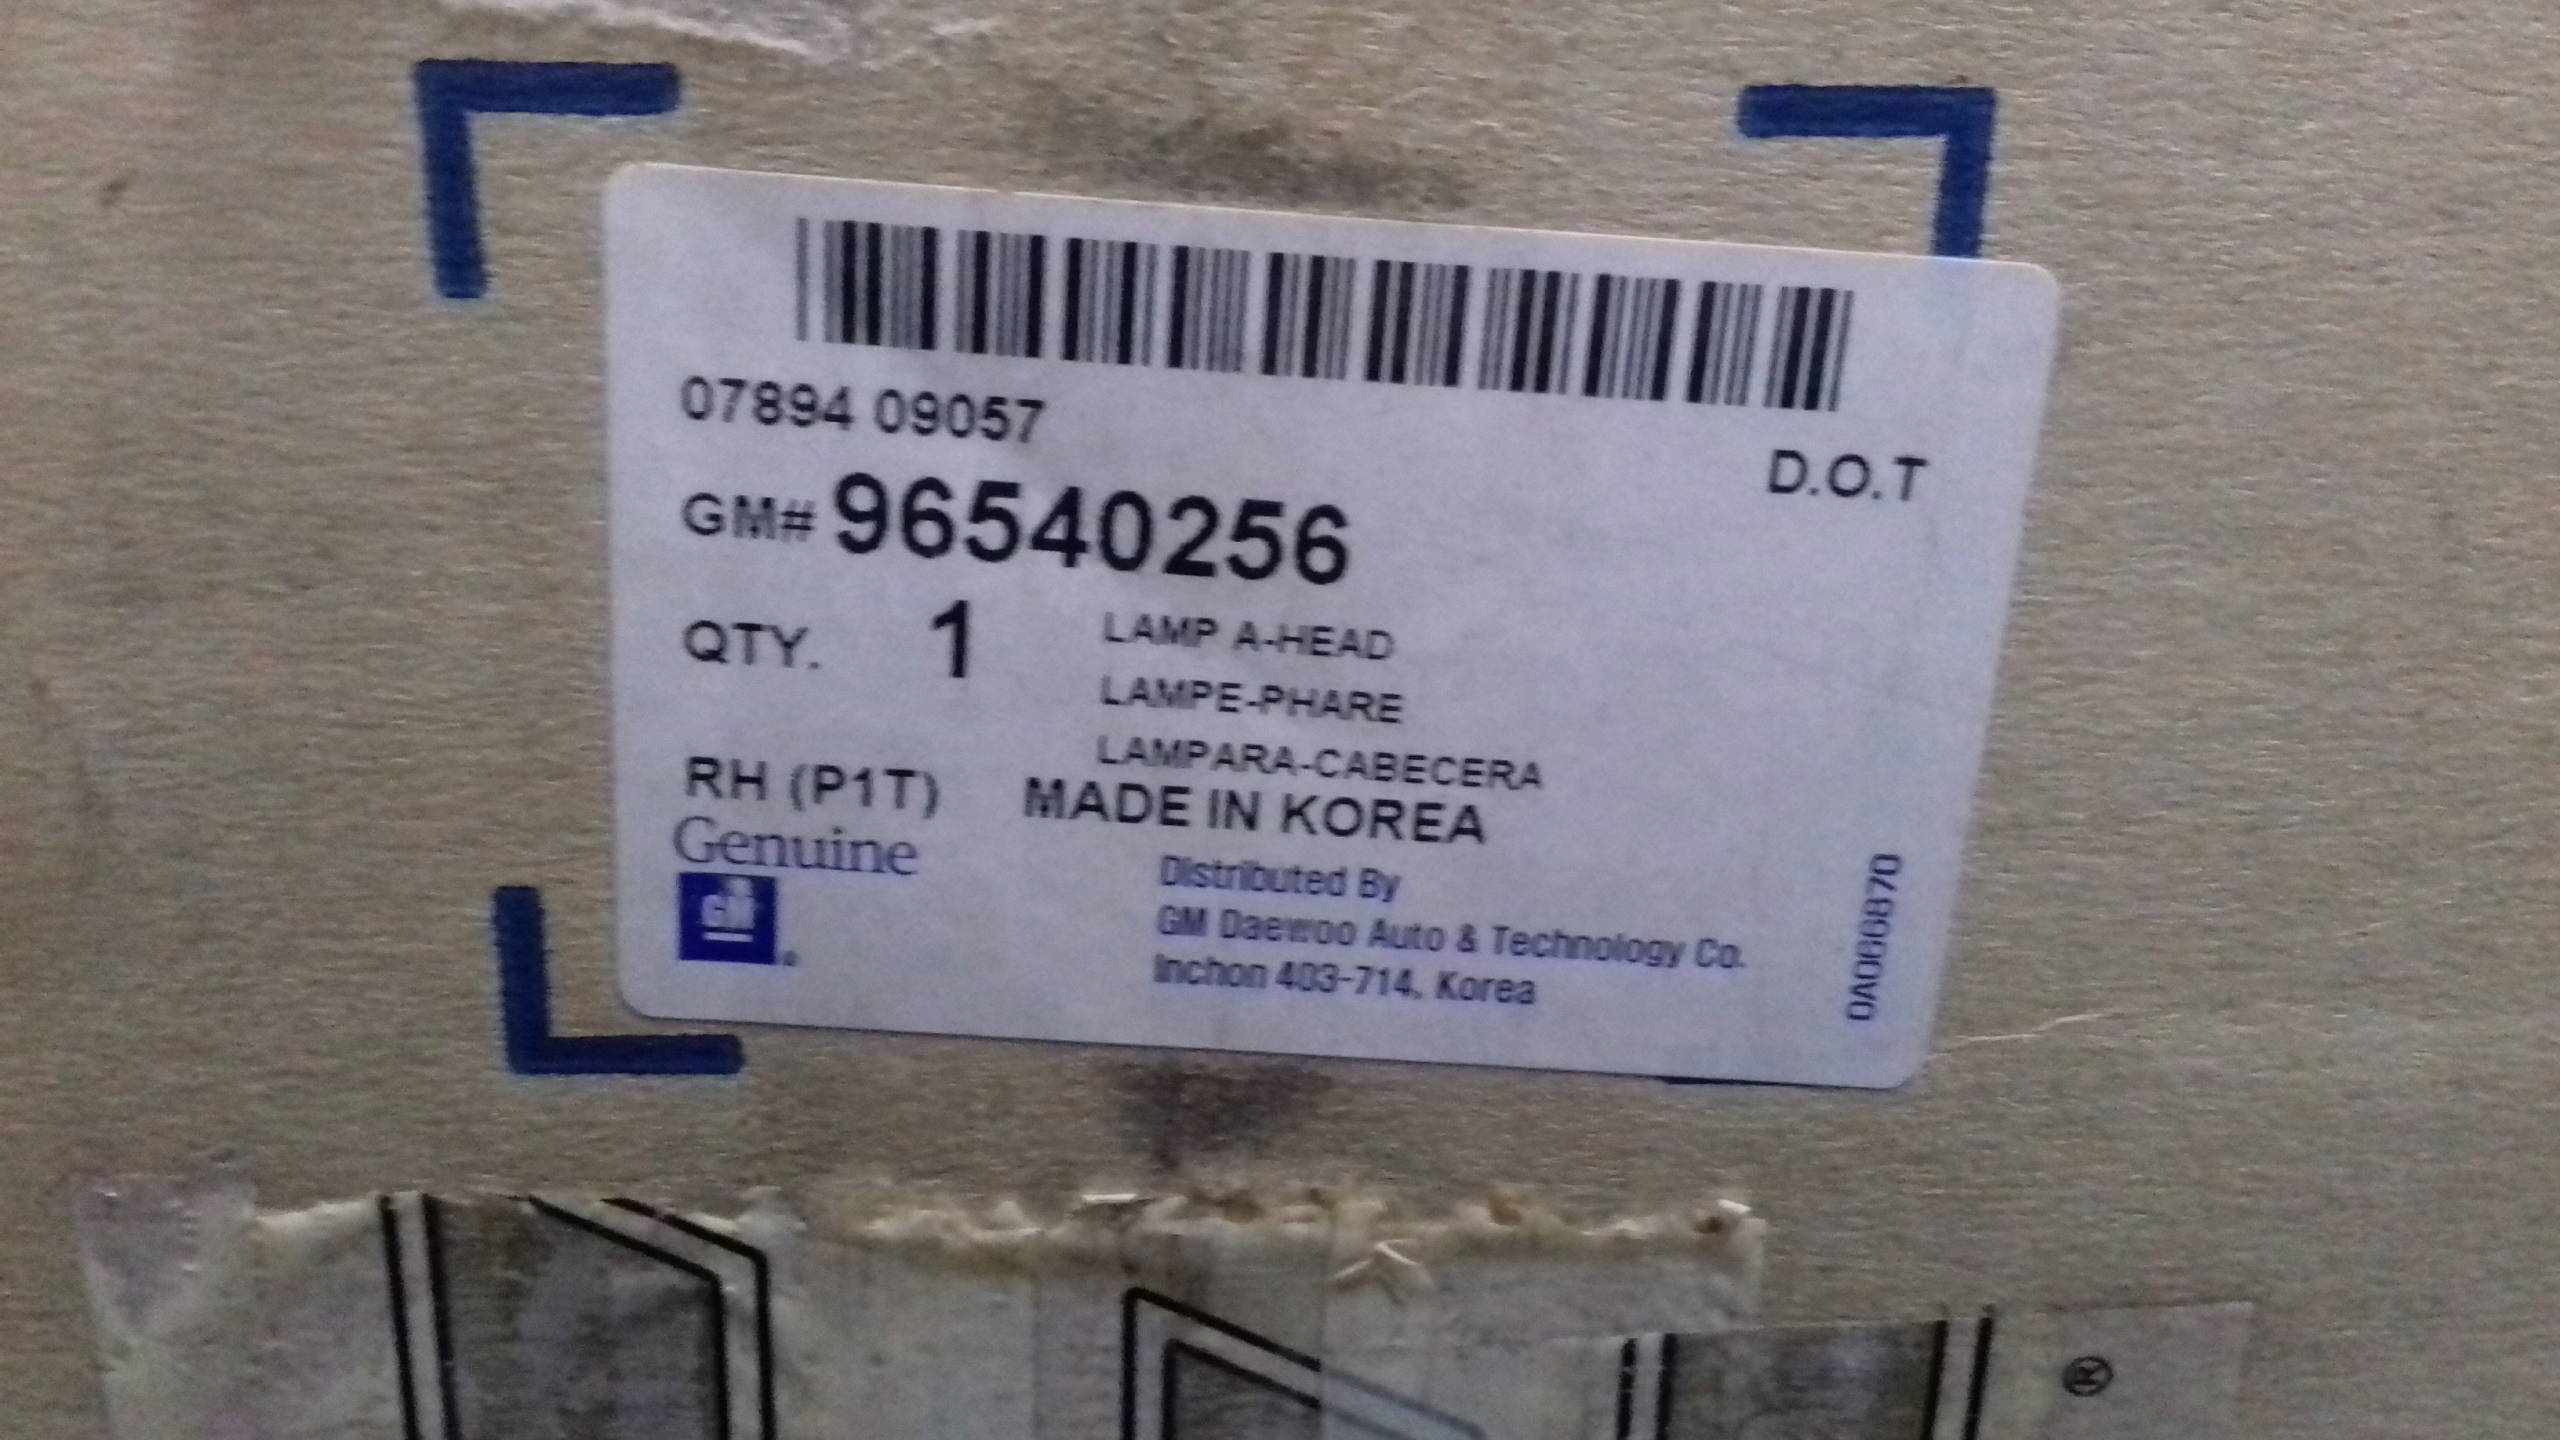 07894 09057
D.O.T
GM# 96540256
QTY. 1
LAMP A-HEAD
LAMPE-PHARE
LAMPARA-CABECERA
RH (P1T)
MADE IN KOREA
Genuine
GM
Distributed By
GM Daewoo Auto & Technology Co.
Inchon 403-714, Korea
0A066870
®